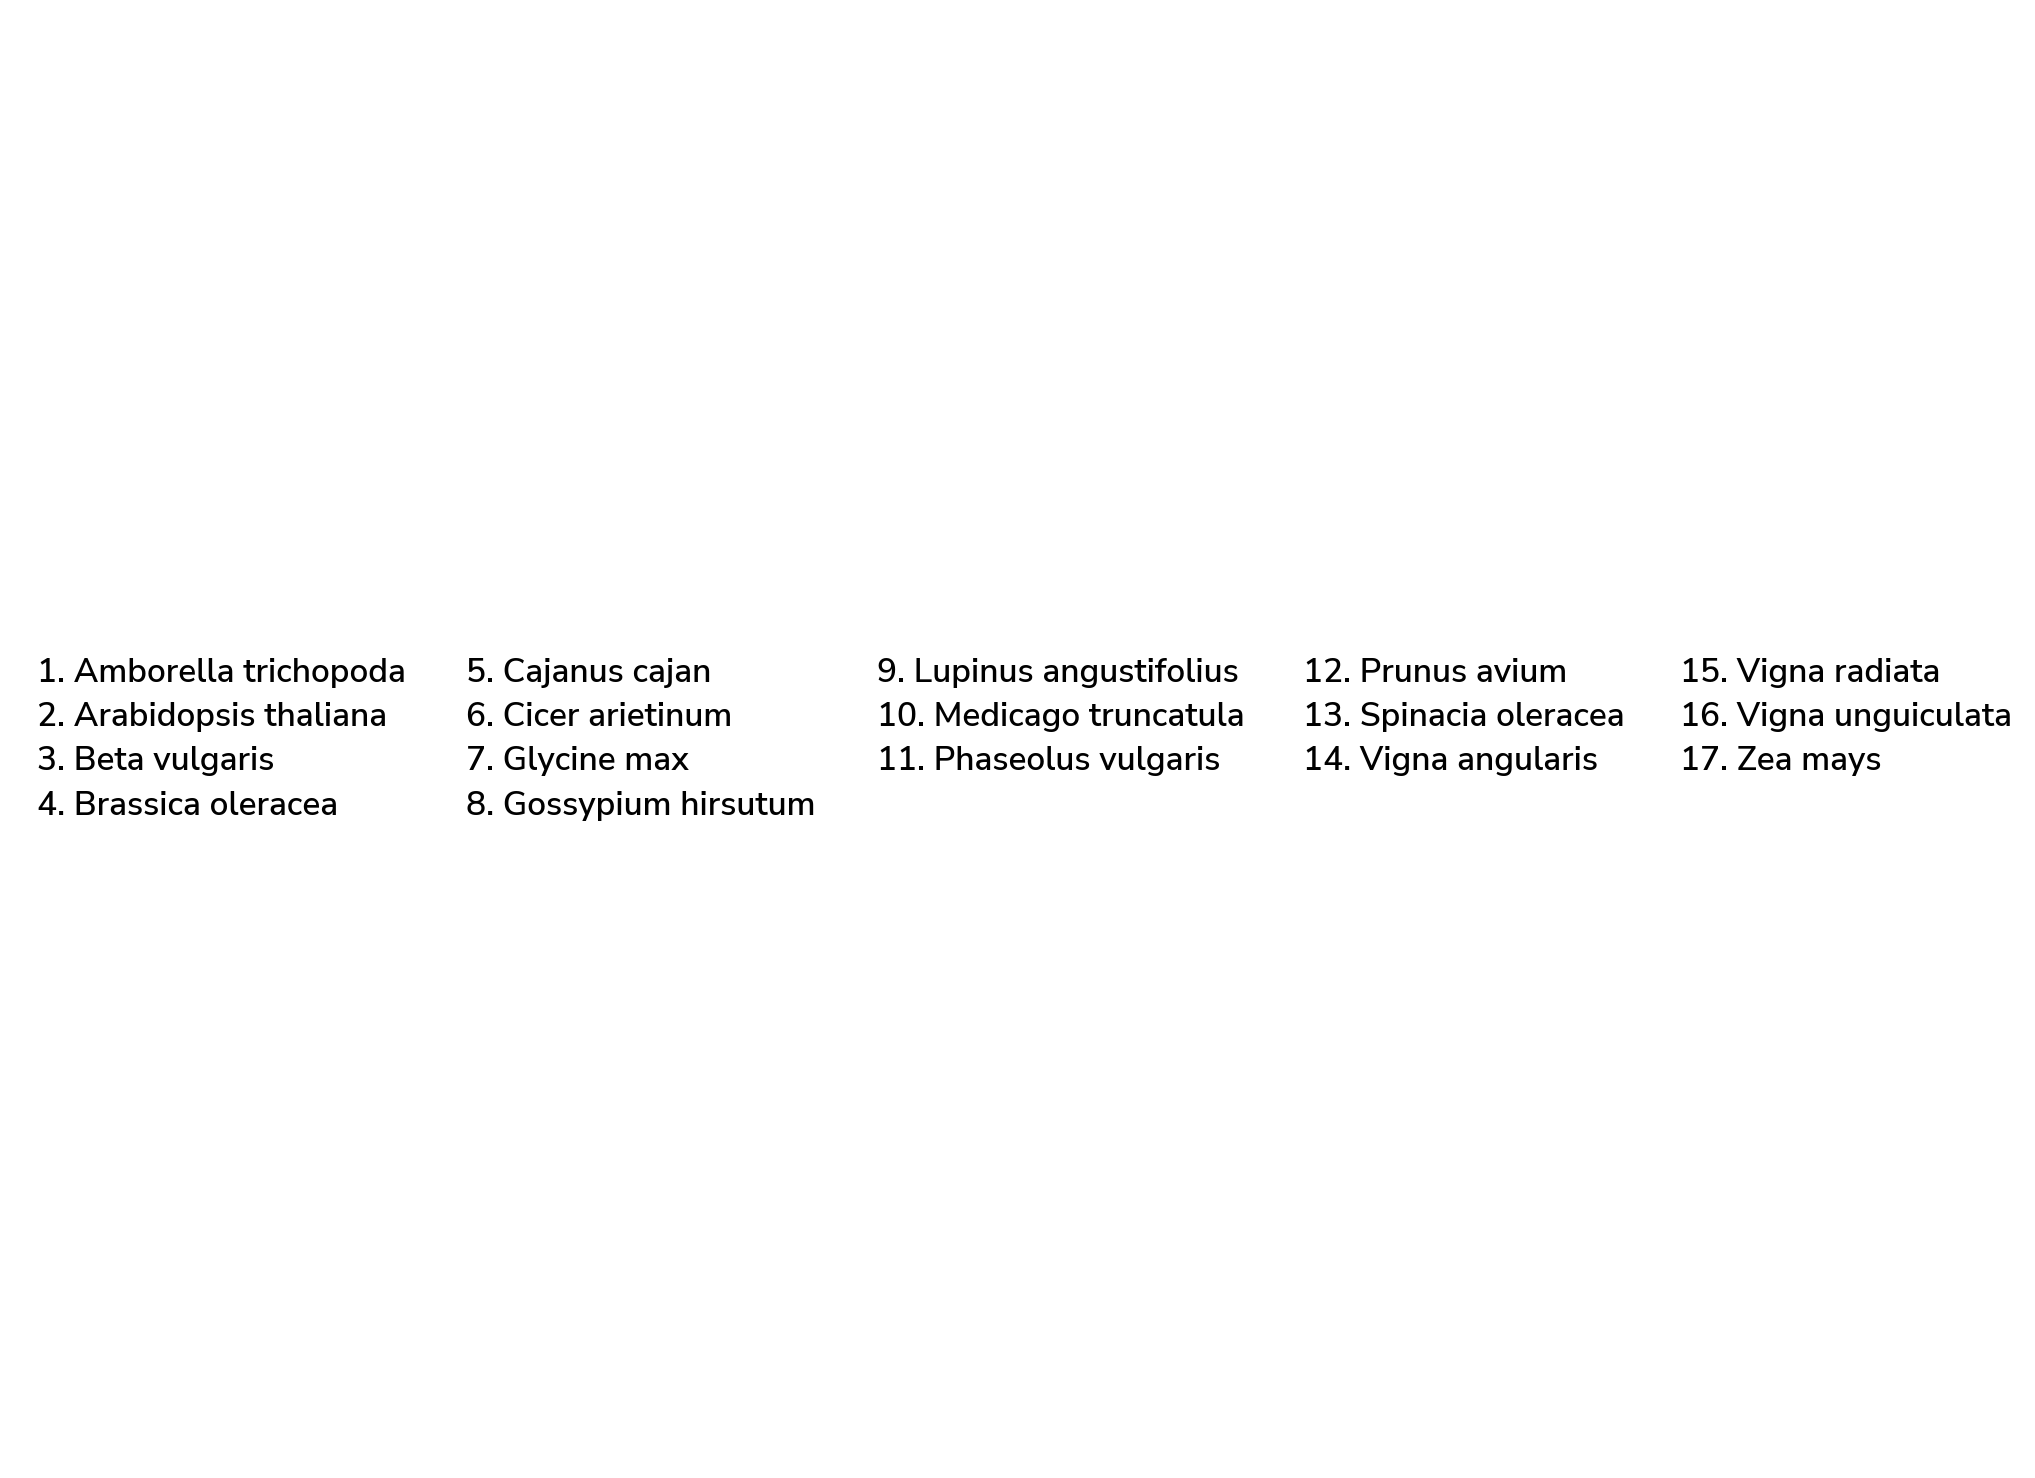 1. Amborella trichopoda
2. Arabidopsis thaliana
3. Beta vulgaris
4. Brassica oleracea
5. Cajanus cajan
6. Cicer arietinum
7. Glycine max
8. Gossypium hirsutum
9. Lupinus angustifolius
10. Medicago truncatula
11. Phaseolus vulgaris
12. Prunus avium
13. Spinacia oleracea
14. Vigna angularis
15. Vigna radiata
16. Vigna unguiculata
17. Zea mays